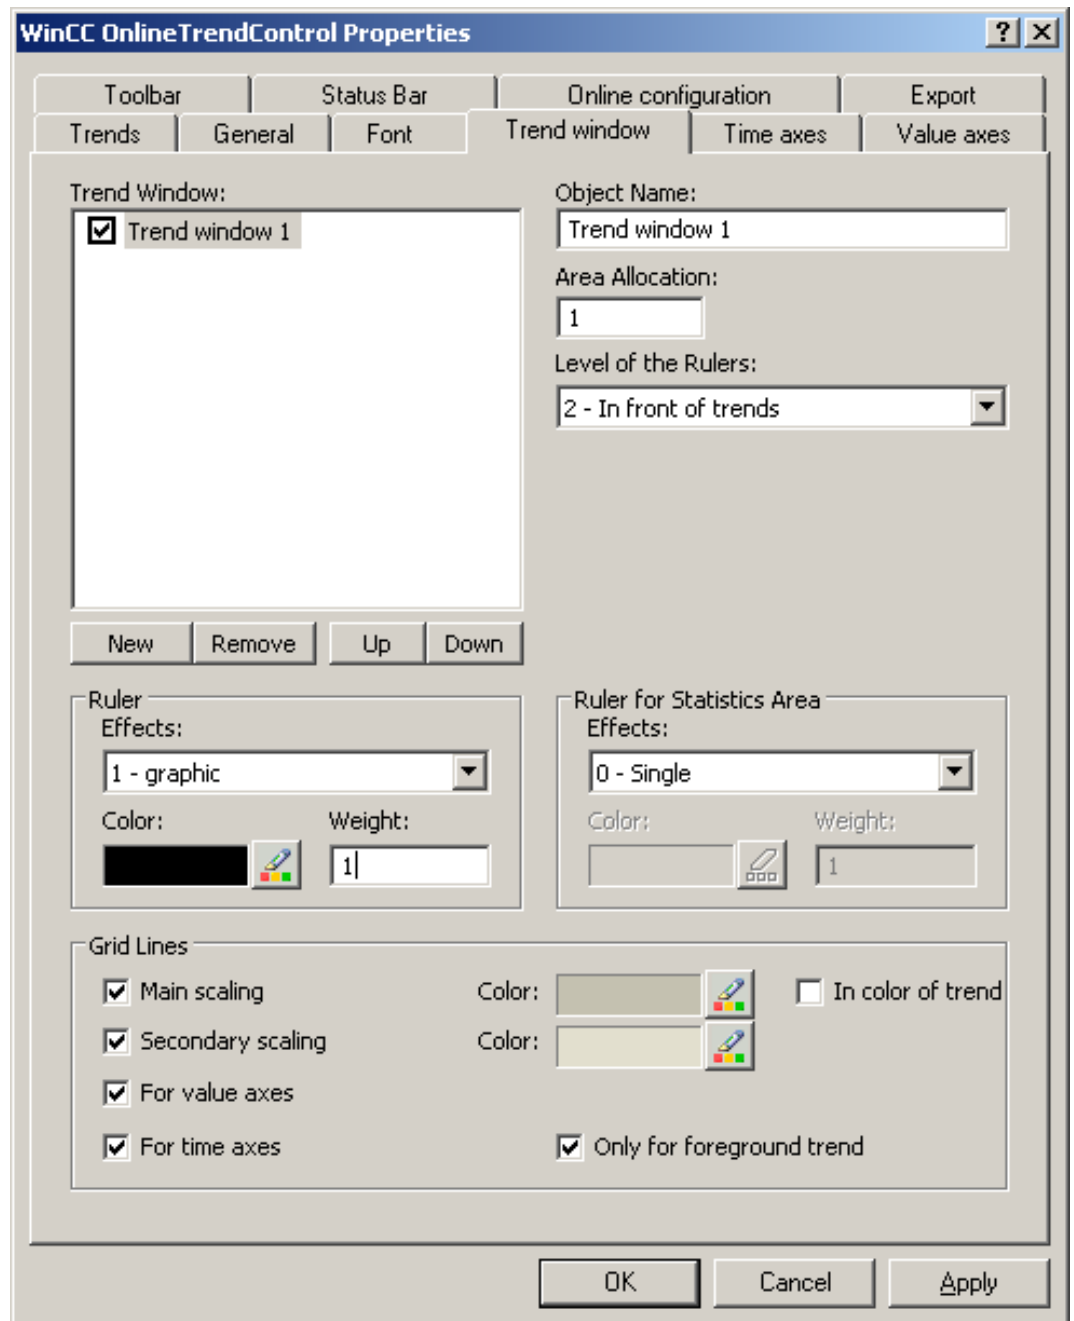 WinCC OnlineTrendControl Properties
Toolbar Status Bar Online configuration Export
Trends General Font Trend window Time axes Value axes
Trend Window:
Trend window 1
New Remove Up Down
Object Name:
Trend window 1
Area Allocation:
1
Level of the Rulers:
2 - In front of trends
Ruler
Effects:
1 - graphic
Color: Weight:
1
Ruler for Statistics Area
Effects:
0 - Single
Color: Weight:
1
Grid Lines
Main scaling Color: In color of trend
Secondary scaling Color:
For value axes
For time axes Only for foreground trend
OK Cancel Apply